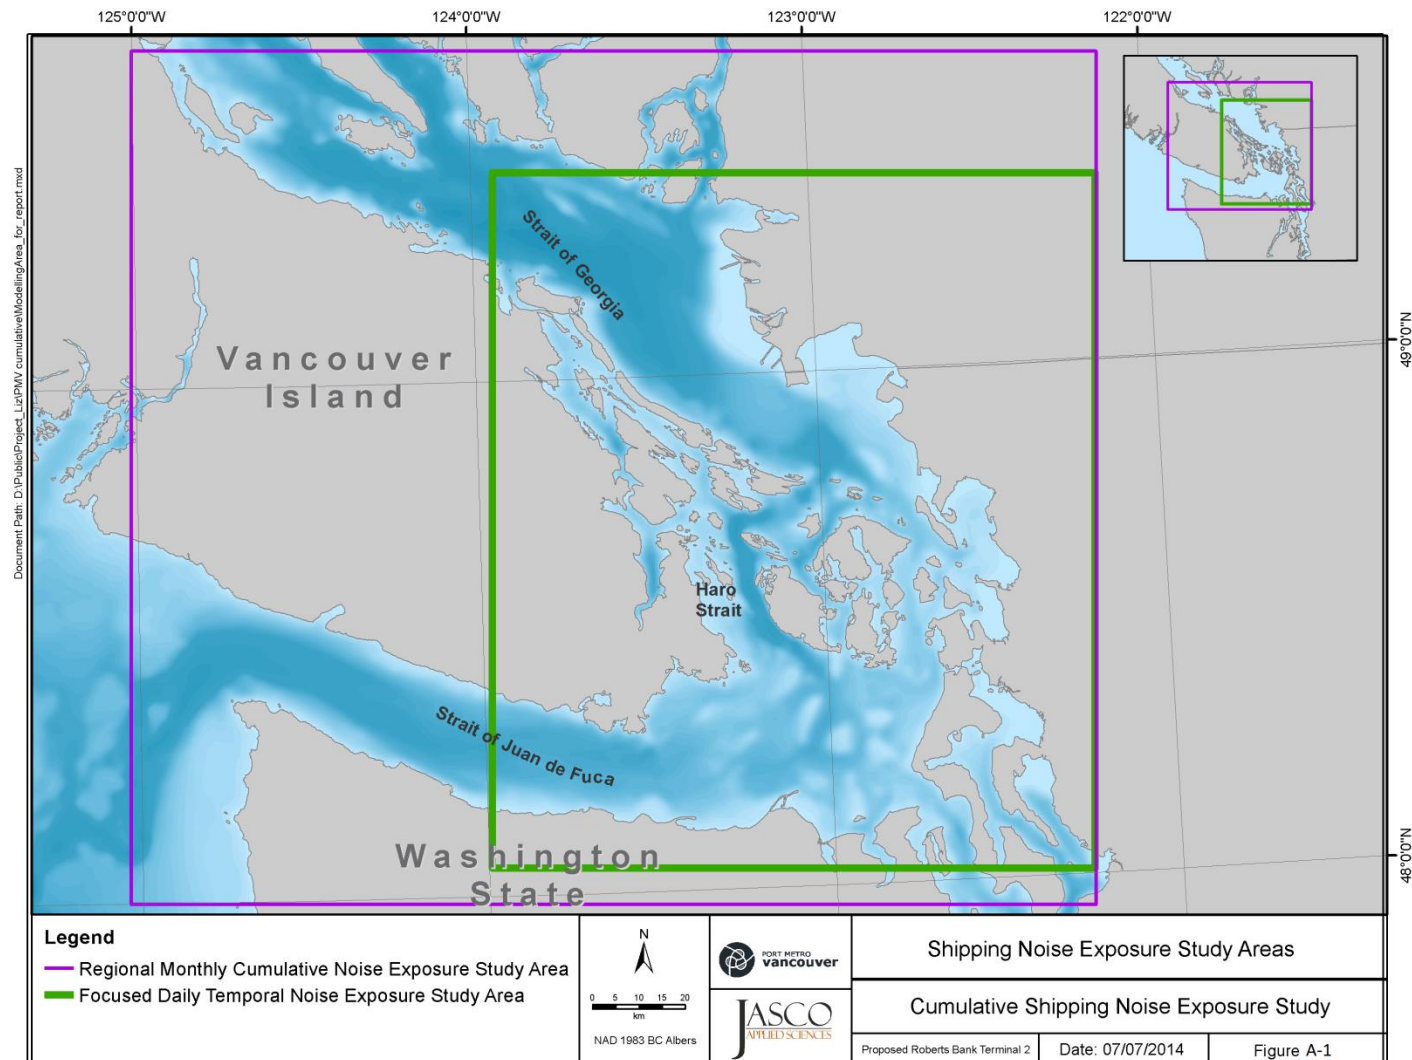 125°0'0"W
124°0'0"W
123°0'0"W
122°0'0"W
Document Path: D:\Public\Project_Liz\PMV cumulative\ModellingArea_for_report.mxd
Strait of Georgia
Vancouver
Island
49°0'0"N
Haro
Strait
Strait of Juan de Fuca
Washington
State
48°0'0"N
Legend
Regional Monthly Cumulative Noise Exposure Study Area
Focused Daily Temporal Noise Exposure Study Area
N
0 5 10 15 20
km
NAD 1983 BC Albers
PORT METRO
vancouver
JASCO
APPLIED SCIENCES
Shipping Noise Exposure Study Areas
Cumulative Shipping Noise Exposure Study
Proposed Roberts Bank Terminal 2
Date: 07/07/2014
Figure A-1